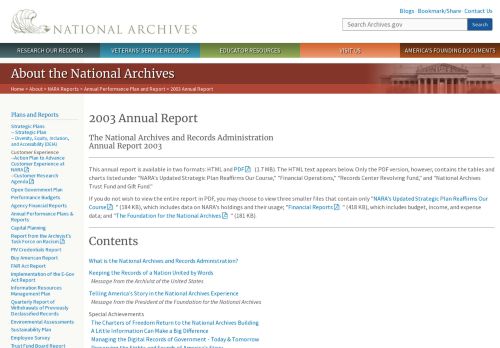 NATIONAL ARCHIVES
Blogs · Bookmark/Share · Contact Us
Search Archives.gov
Search
RESEARCH OUR RECORDS
VETERANS' SERVICE RECORDS
EDUCATOR RESOURCES
VISIT US
AMERICA'S FOUNDING DOCUMENTS
About the National Archives
Home > About > NARA Reports > Annual Performance Plan and Report > 2003 Annual Report
Plans and Reports
Strategic Plans
– Strategic Plan
– Diversity, Equity, Inclusion, and Accessibility (DEIA)
Customer Experience
–Action Plan to Advance Customer Experience at NARA
–Customer Research Agenda
Open Government Plan
Performance Budgets
Agency Financial Reports
Annual Performance Plans & Reports
Capital Planning
Report from the Archivist's Task Force on Racism
PIV Credentials Report
Buy American Report
FAIR Act Report
Implementation of the E-Gov Act Report
Information Resources Management Plan
Quarterly Report of Withdrawals of Previously Declassified Records
Environmental Assessments
Sustainability Plan
Employee Survey
Trust Fund Board Report
2003 Annual Report
The National Archives and Records Administration
Annual Report 2003
This annual report is available in two formats: HTML and PDF (1.7 MB). The HTML text appears below. Only the PDF version, however, contains the tables and
charts listed under "NARA's Updated Strategic Plan Reaffirms Our Course," "Financial Operations," "Records Center Revolving Fund," and "National Archives
Trust Fund and Gift Fund."
If you do not wish to view the entire report in PDF, you may choose to view three smaller files that contain only "NARA's Updated Strategic Plan Reaffirms Our
Course " (184 KB), which includes data on NARA's holdings and their usage; "Financial Reports " (418 KB), which includes budget, income, and expense
data; and "The Foundation for the National Archives " (181 KB).
Contents
What is the National Archives and Records Administration?
Keeping the Records of a Nation United by Words
Message from the Archivist of the United States
Telling America's Story in the National Archives Experience
Message from the President of the Foundation for the National Archives
Special Achievements
The Charters of Freedom Return to the National Archives Building
A Little Information Can Make a Big Difference
Managing the Digital Records of Government - Today & Tomorrow